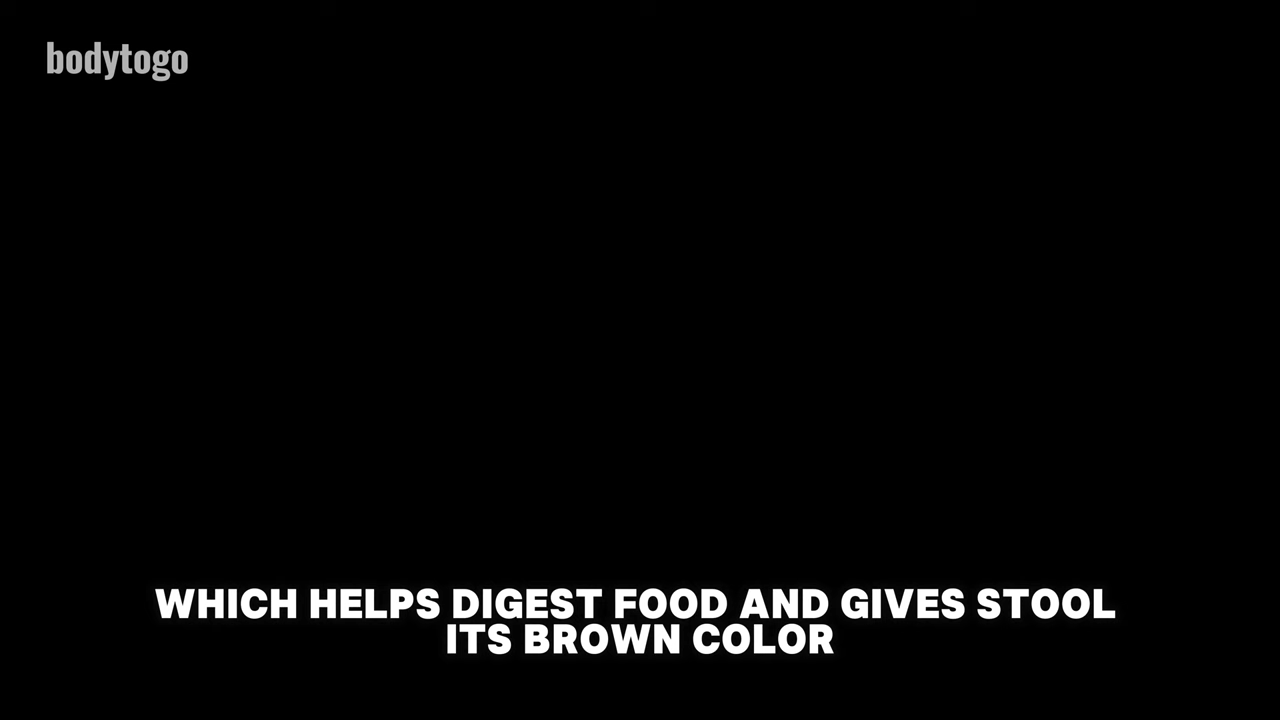 bodytogo
WHICH HELPS DIGEST FOOD AND GIVES STOOL
ITS BROWN COLOR